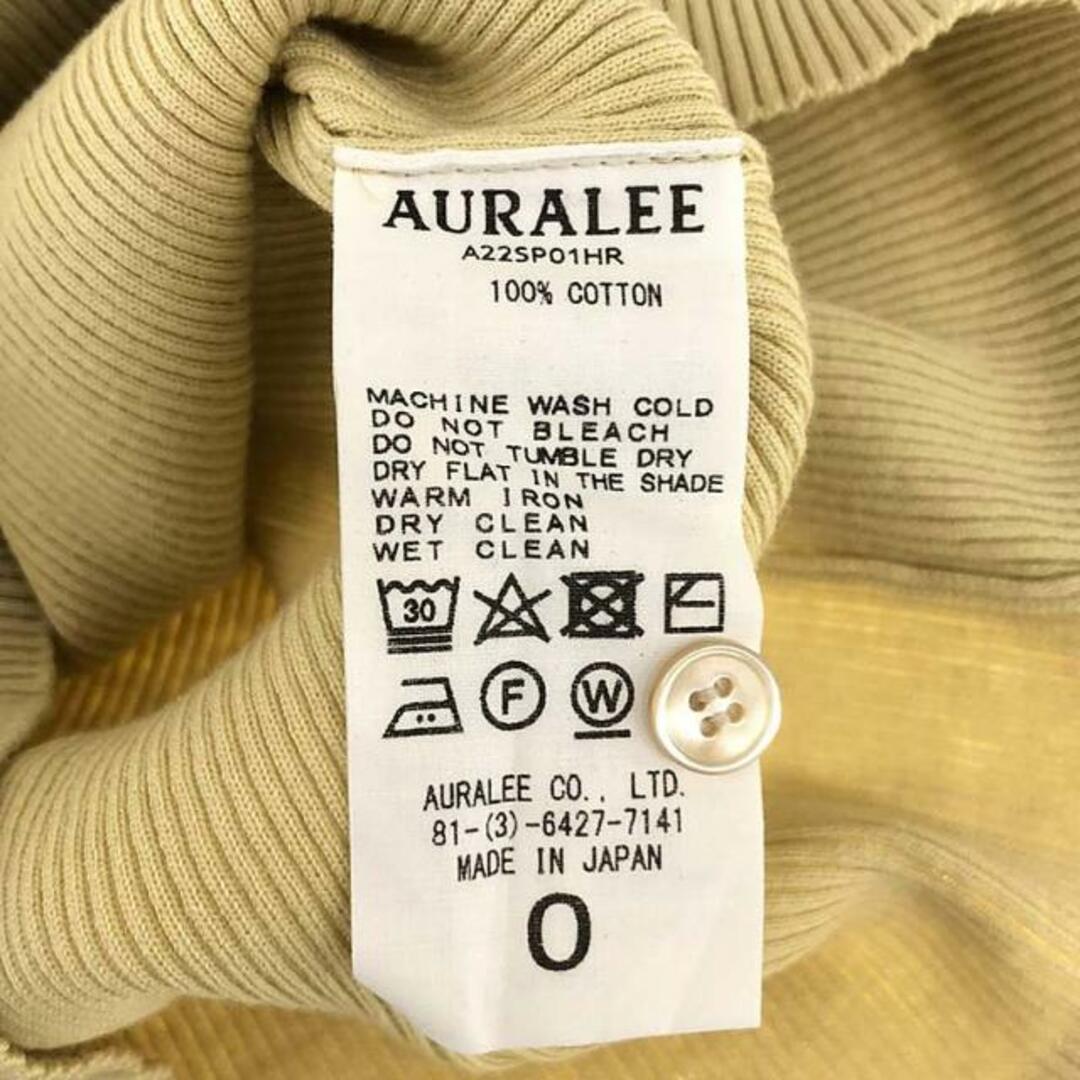 AURALEE
A22SP01HR
100% COTTON
MACHINE WASH COLD
DO NOT BLEACH
DO NOT TUMBLE DRY
DRY FLAT IN THE SHADE
WARM IRON
DRY CLEAN
WET CLEAN
30
F W
AURALEE CO., LTD.
81-(3)-6427-7141
MADE IN JAPAN
0